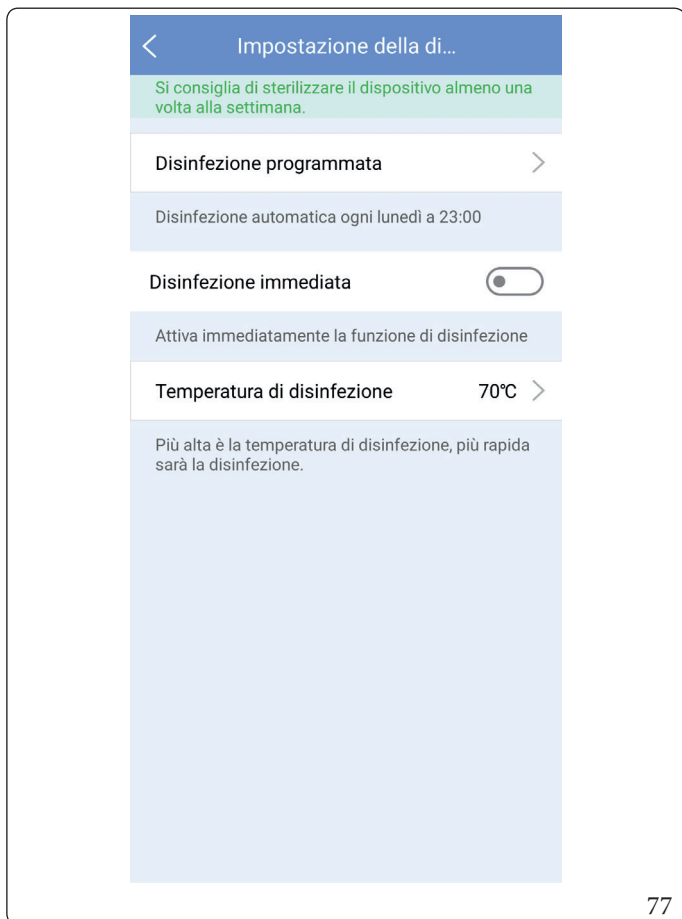 Impostazione della di...
Si consiglia di sterilizzare il dispositivo almeno una
volta alla settimana.
Disinfezione programmata
Disinfezione automatica ogni lunedì a 23:00
Disinfezione immediata
Attiva immediatamente la funzione di disinfezione
Temperatura di disinfezione 70℃
Più alta è la temperatura di disinfezione, più rapida
sarà la disinfezione.
77